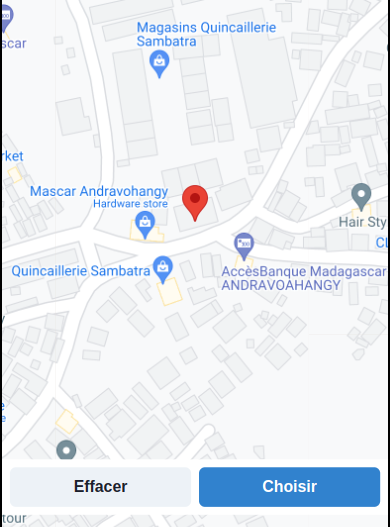 Magasins Quincaillerie
Sambatra
scar
rket
Mascar Andravohangy
Hardware store
Hair Sty
Cl
Quincaillerie Sambatra
AccèsBanque Madagascar
ANDRAVOAHANGY
y
e
e
Effacer
Choisir
tour